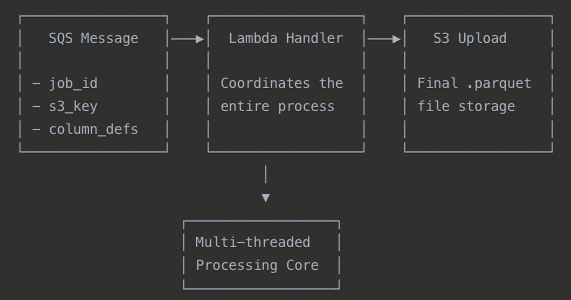 SQS Message
- job_id
- s3_key
- column_defs
Lambda Handler
Coordinates the
entire process
S3 Upload
Final .parquet
file storage
Multi-threaded
Processing Core